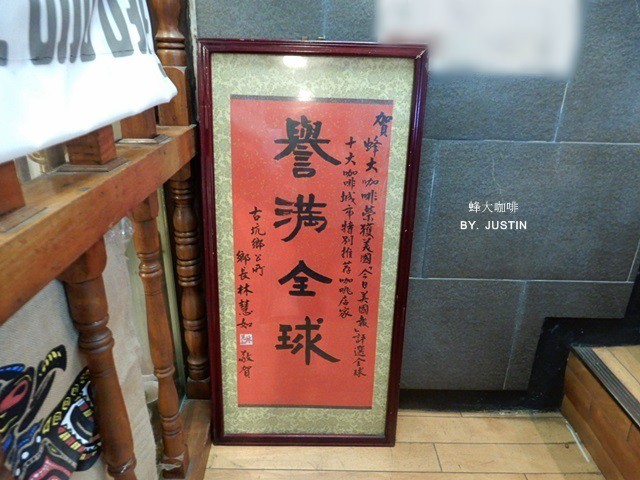 賀
蜂大咖啡榮獲美國「今日美國報」評選全球
十大咖啡城市特別推荐咖啡店家
譽滿全球
古坑鄉公所
鄉長林慧如
敬賀
蜂大咖啡
BY. JUSTIN